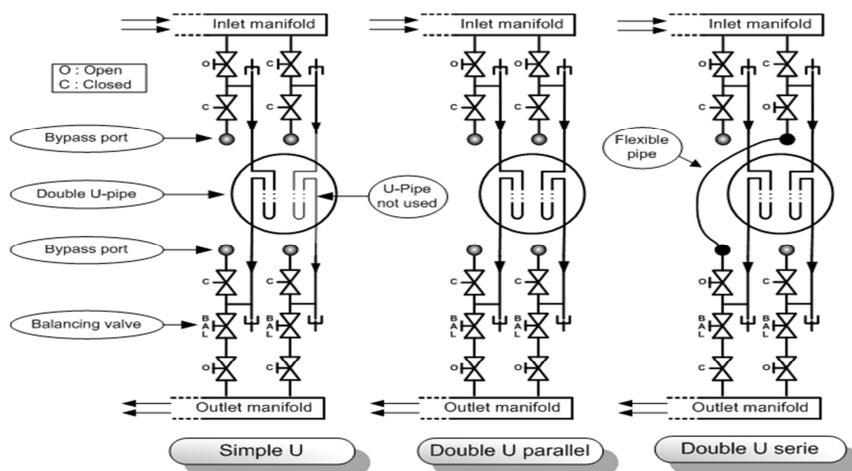 Inlet manifold
Inlet manifold
Inlet manifold
O : Open
C : Closed
O C O O O C
C C C C C O
Bypass port
Flexible
pipe
Double U-pipe
U-Pipe
not used
Bypass port
C C C C O C
Balancing valve
BAL BAL BAL BAL BAL BAL
O C O O C O
Outlet manifold
Outlet manifold
Outlet manifold
Simple U
Double U parallel
Double U serie